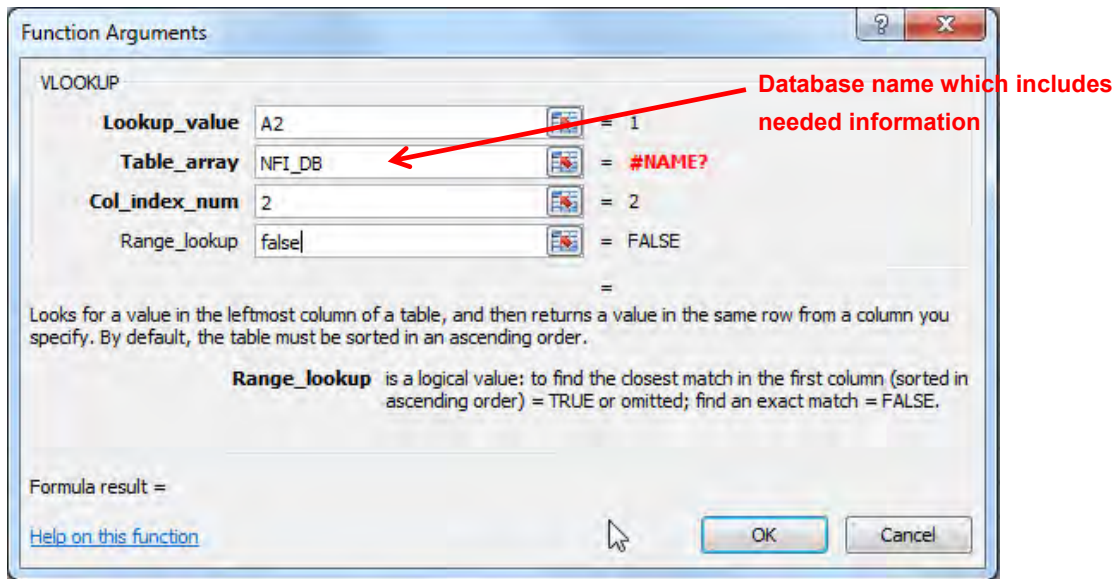 Function Arguments
VLOOKUP
Database name which includes
needed information
Lookup_value A2 = 1
Table_array NFI_DB = #NAME?
Col_index_num 2 = 2
Range_lookup false = FALSE
=
Looks for a value in the leftmost column of a table, and then returns a value in the same row from a column you
specify. By default, the table must be sorted in an ascending order.
Range_lookup is a logical value: to find the closest match in the first column (sorted in
ascending order) = TRUE or omitted; find an exact match = FALSE.
Formula result =
Help on this function
OK
Cancel